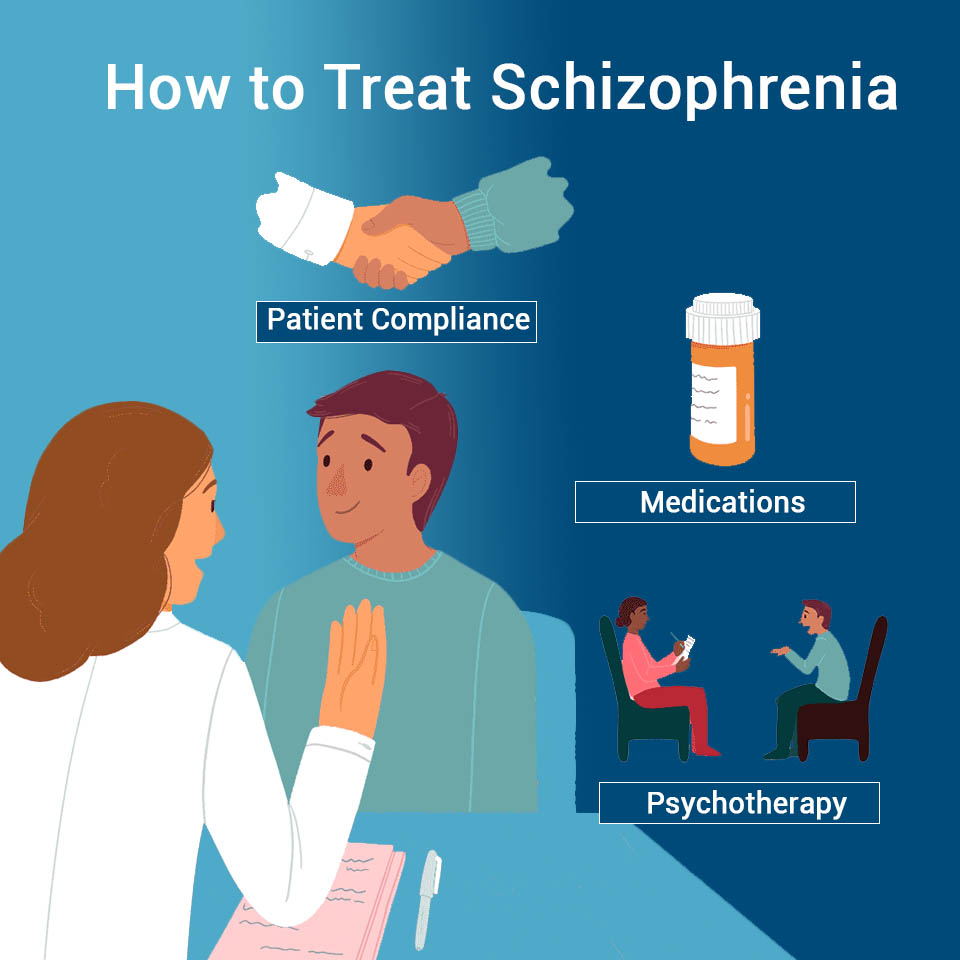 How to Treat Schizophrenia
Patient Compliance
Medications
Psychotherapy